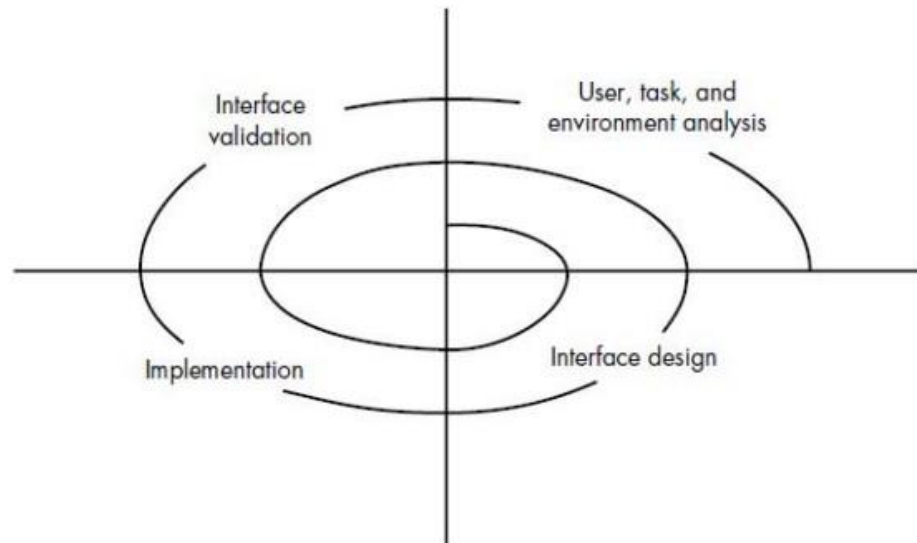 Interface
validation
User, task, and
environment analysis
Implementation
Interface design